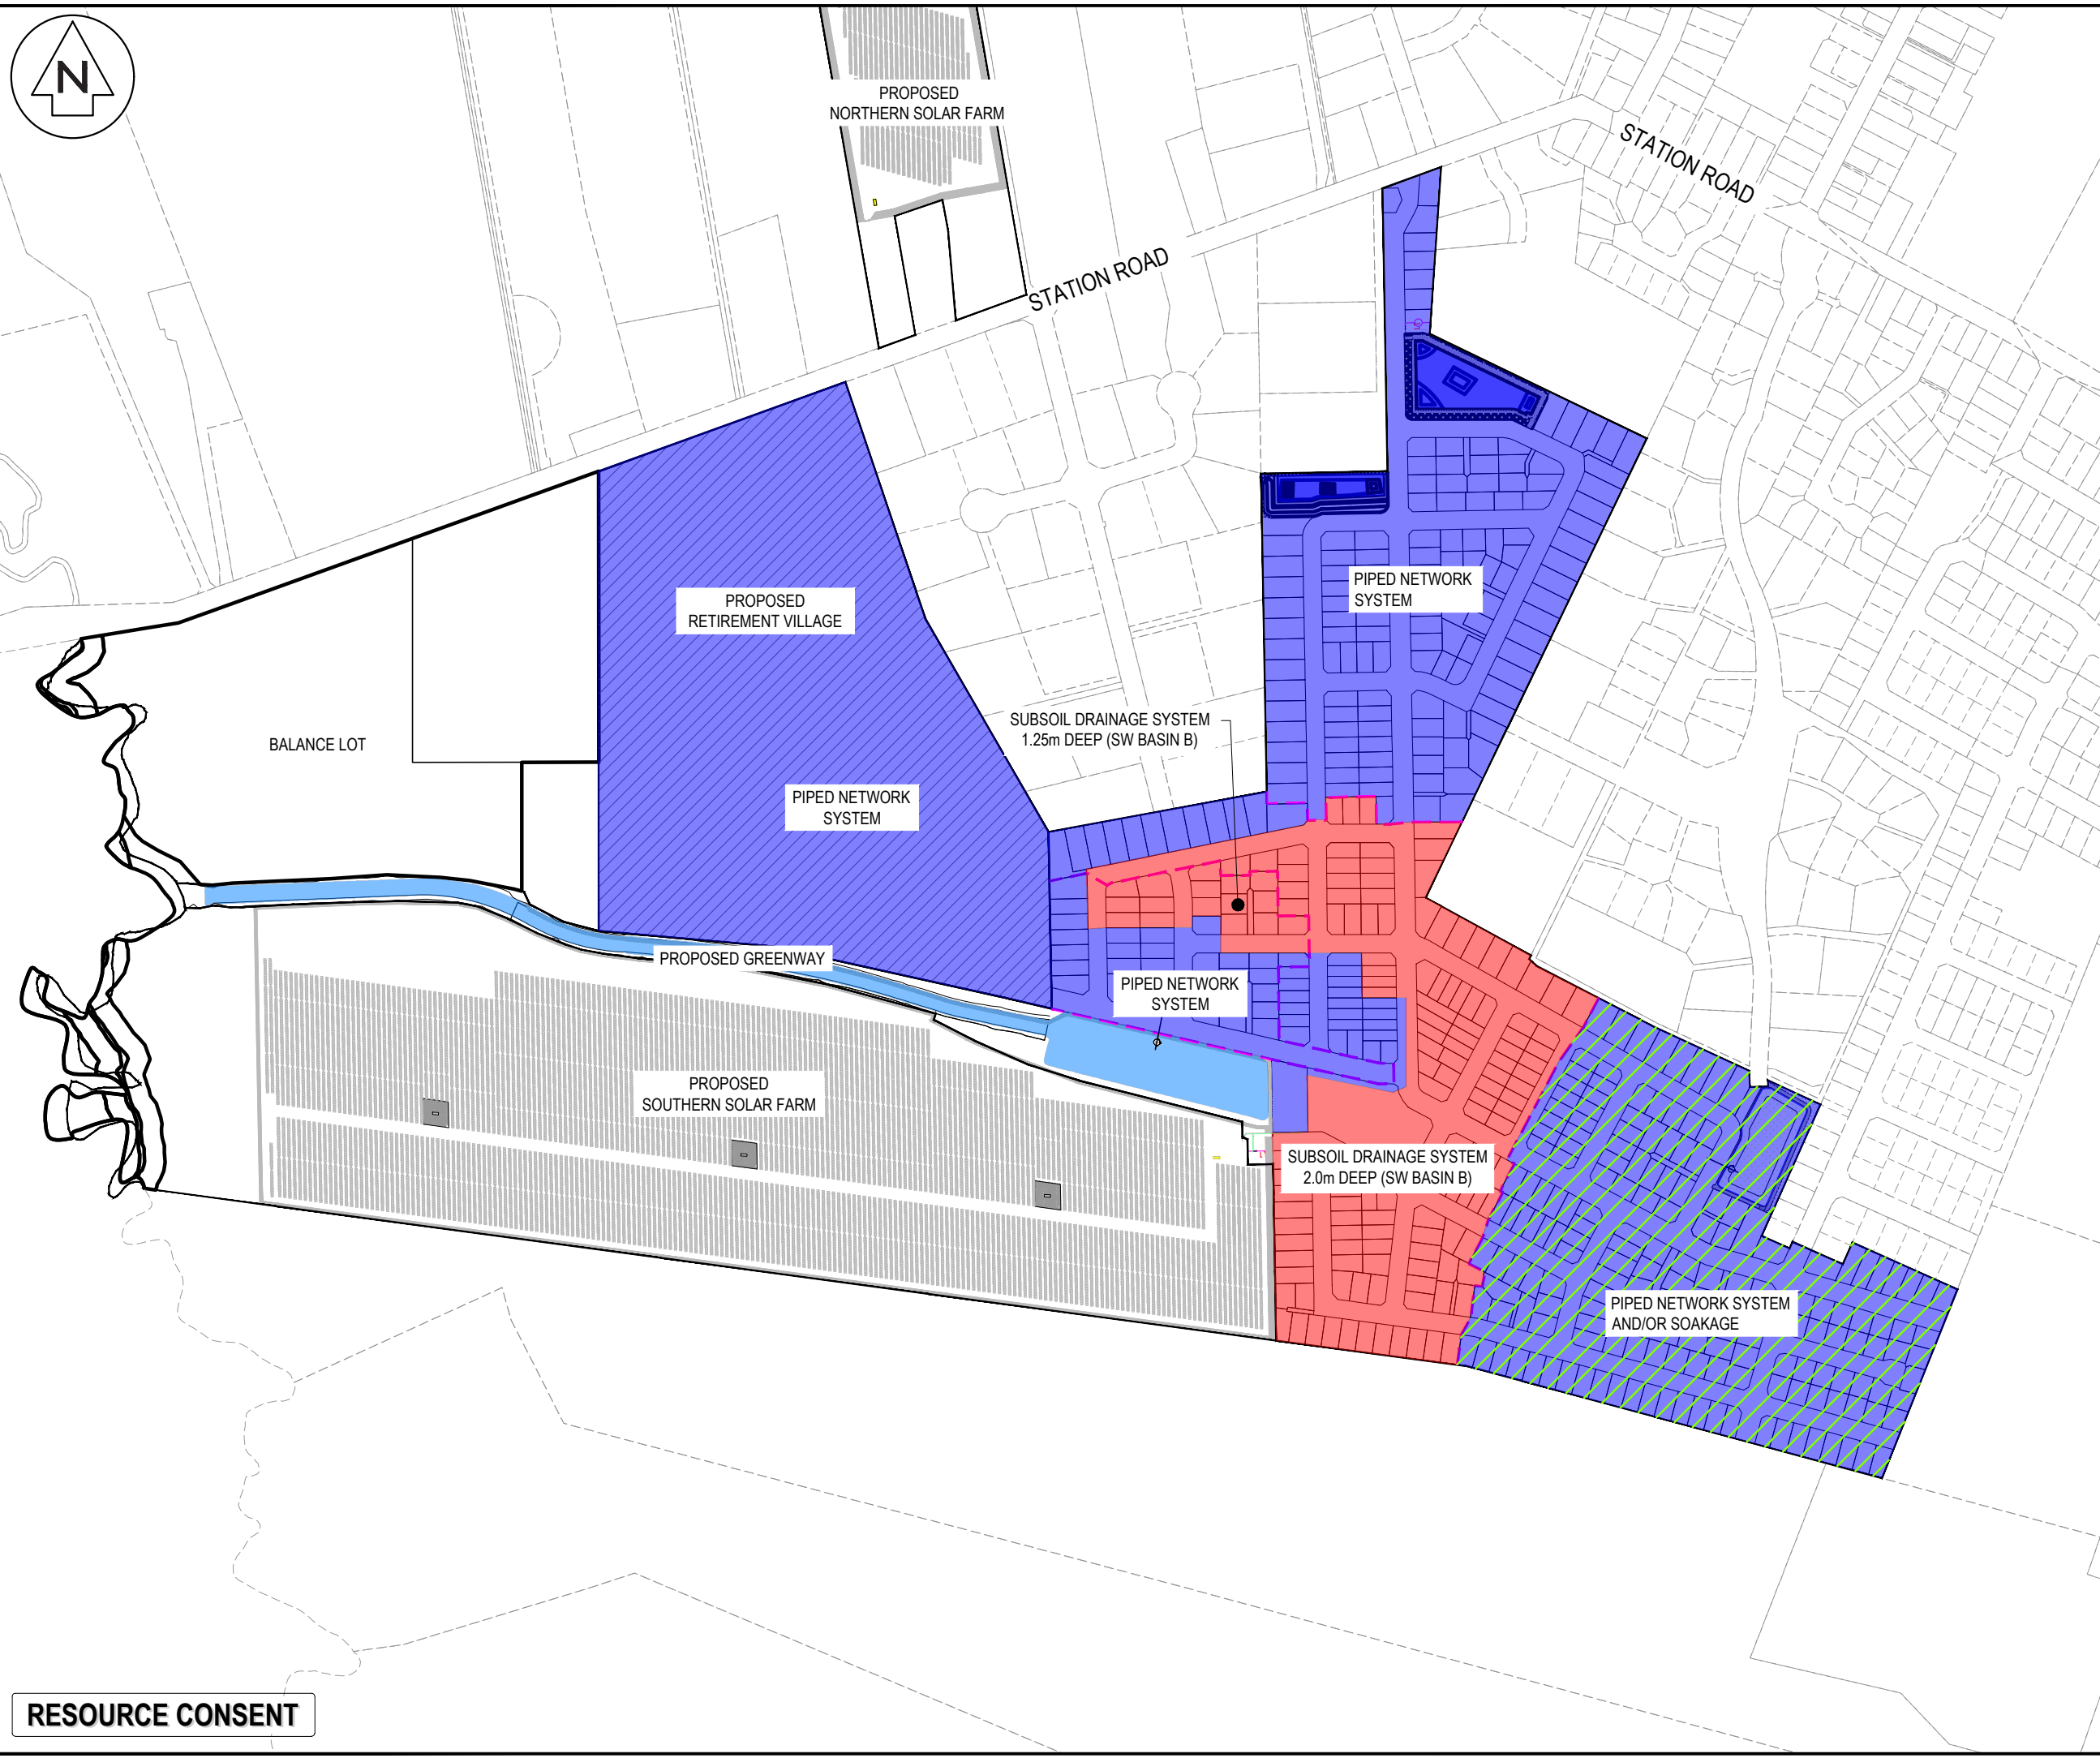 N
PROPOSED
NORTHERN SOLAR FARM
STATION ROAD
STATION ROAD
PROPOSED
RETIREMENT VILLAGE
PIPED NETWORK
SYSTEM
SUBSOIL DRAINAGE SYSTEM
1.25m DEEP (SW BASIN B)
BALANCE LOT
PIPED NETWORK
SYSTEM
PROPOSED GREENWAY
PIPED NETWORK
SYSTEM
PROPOSED
SOUTHERN SOLAR FARM
SUBSOIL DRAINAGE SYSTEM
2.0m DEEP (SW BASIN B)
PIPED NETWORK SYSTEM
AND/OR SOAKAGE
RESOURCE CONSENT